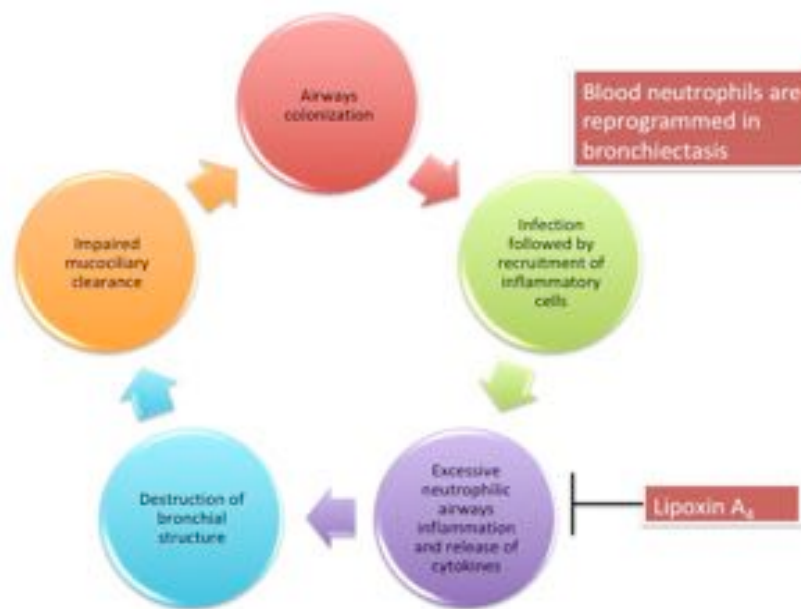 Airways
colonization
Blood neutrophils are
reprogrammed in
bronchiectasis
Infection
followed by
recruitment of
inflammatory
cells
Impaired
mucociliary
clearance
Excessive
neutrophilic
airways
inflammation
and release of
cytokines
Lipoxin A₄
Destruction of
bronchial
structure